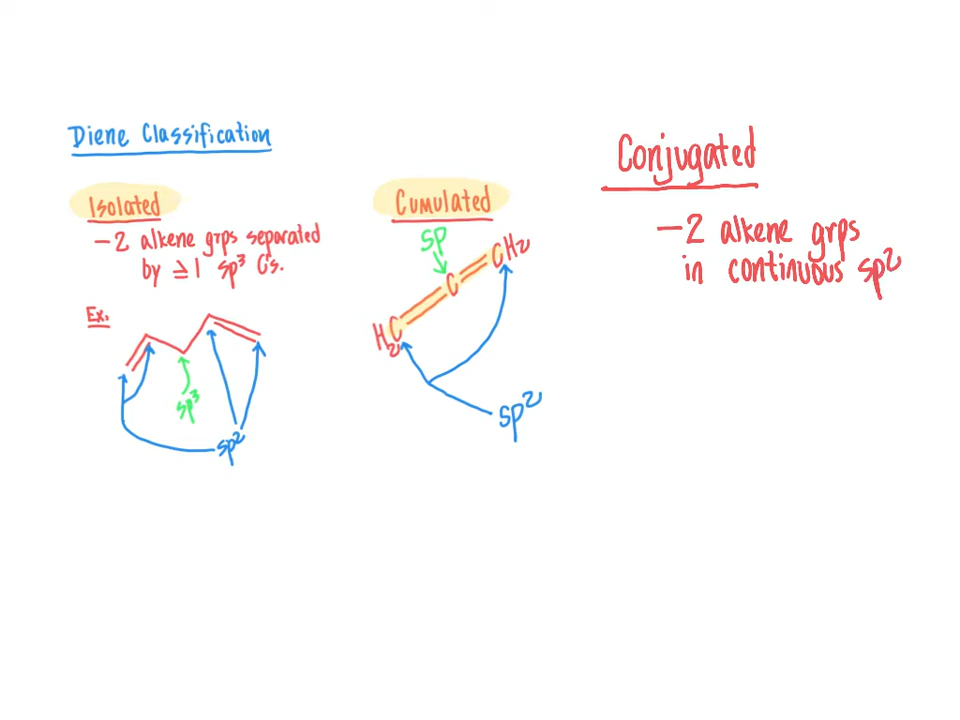 Diene Classification
Isolated
-2 alkene grps separated
by ≥1 sp³ C's.
Ex.
sp³
sp²
Cumulated
sp
H₂C=C=CH₂
sp²
Conjugated
-2 alkene grps
in continuous sp²